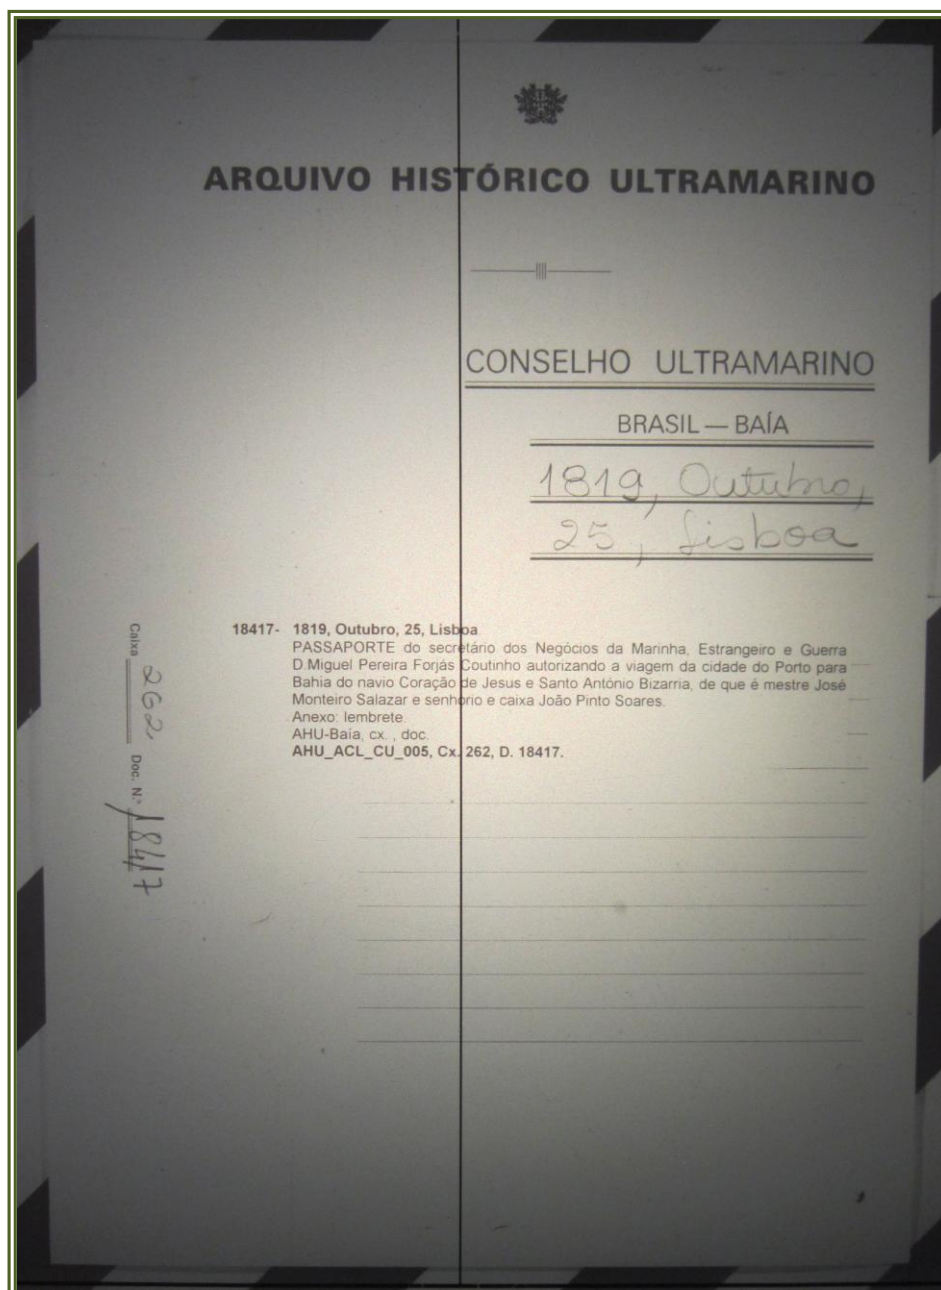 ARQUIVO HISTÓRICO ULTRAMARINO
CONSELHO ULTRAMARINO
BRASIL — BAÍA
1819, Outubro,
25, Lisboa
18417- 1819, Outubro, 25, Lisboa
PASSAPORTE do secretário dos Negócios da Marinha, Estrangeiro e Guerra
D.Miguel Pereira Forjás Coutinho autorizando a viagem da cidade do Porto para
Bahia do navio Coração de Jesus e Santo António Bizarria, de que é mestre José
Monteiro Salazar e senhorio e caixa João Pinto Soares.
Anexo: lembrete.
AHU-Baía, cx. , doc.
AHU_ACL_CU_005, Cx. 262, D. 18417.
Caixa 262 Doc. N.º 18417